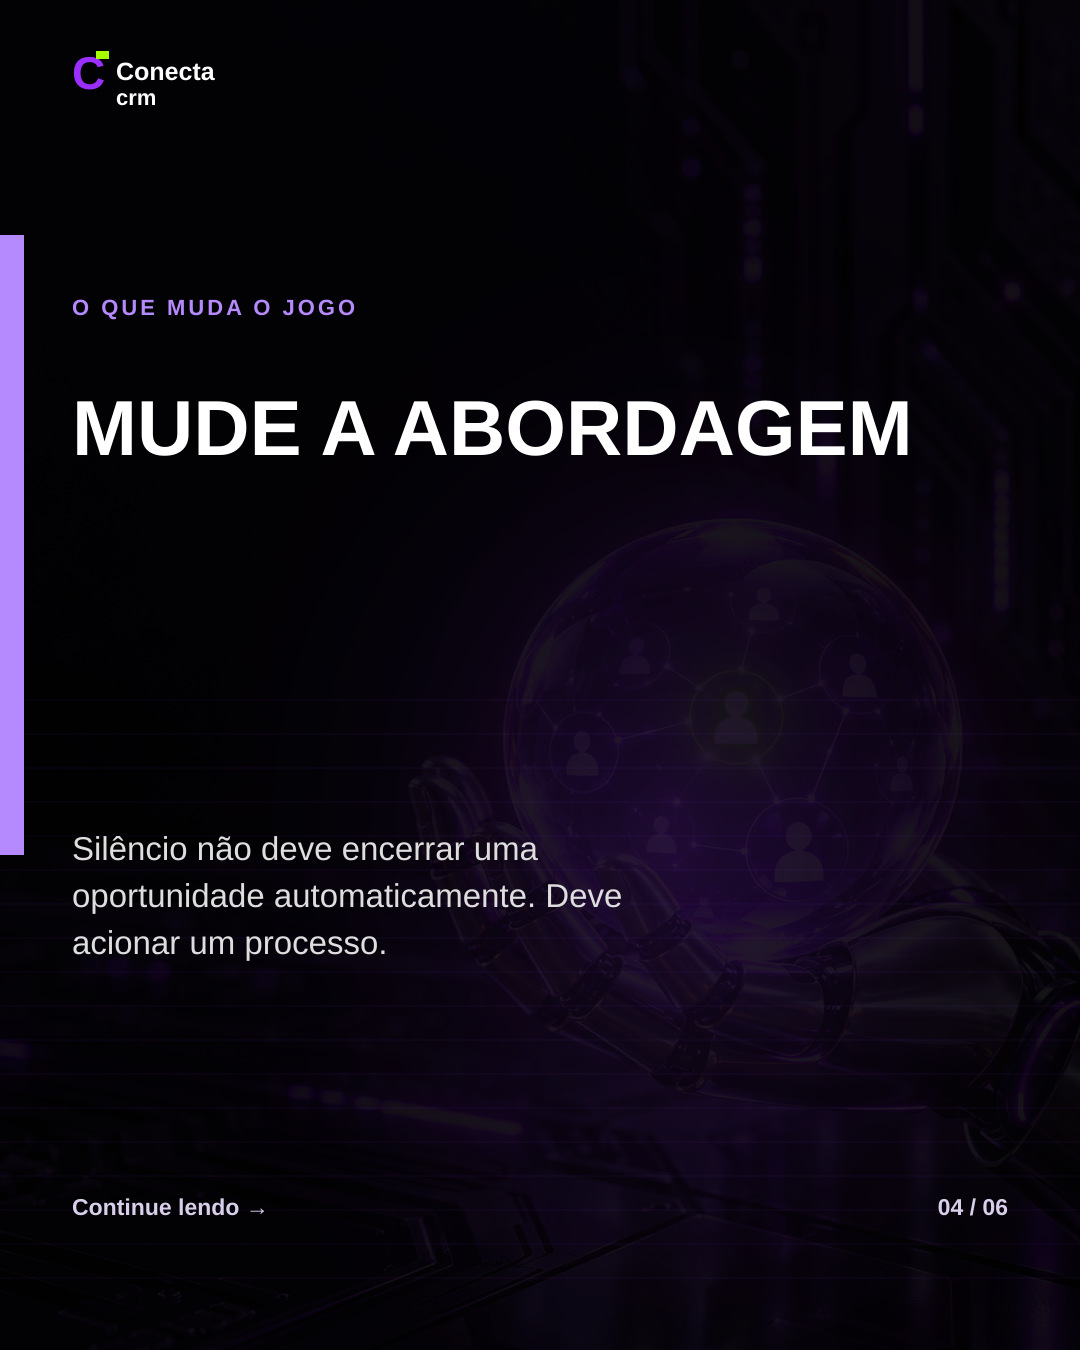 Conecta
crm
O QUE MUDA O JOGO
MUDE A ABORDAGEM
Silêncio não deve encerrar uma
oportunidade automaticamente. Deve
acionar um processo.
Continue lendo →
04 / 06